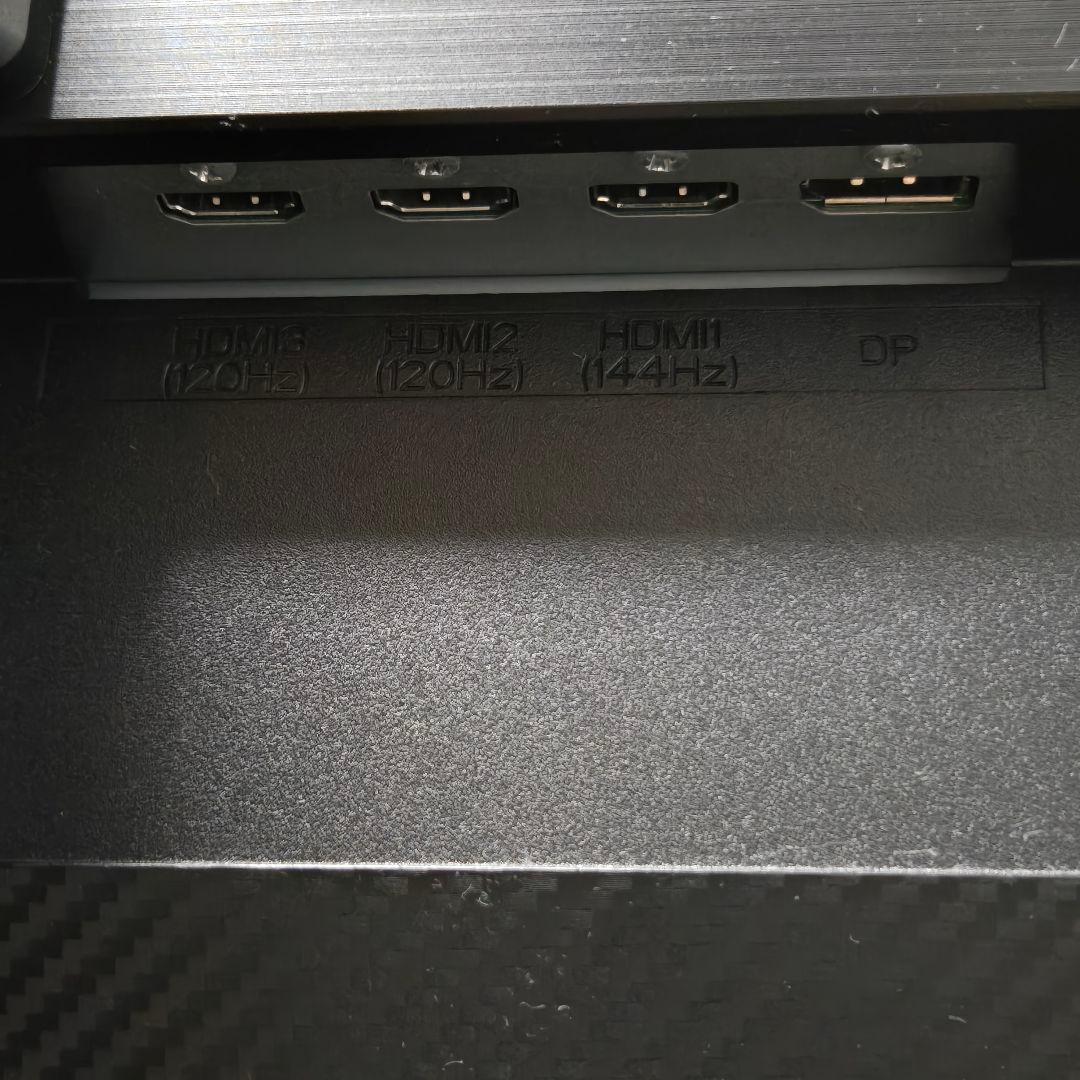 HDMI3 HDMI2 HDMI1 DP
(120Hz) (120Hz) (144Hz)